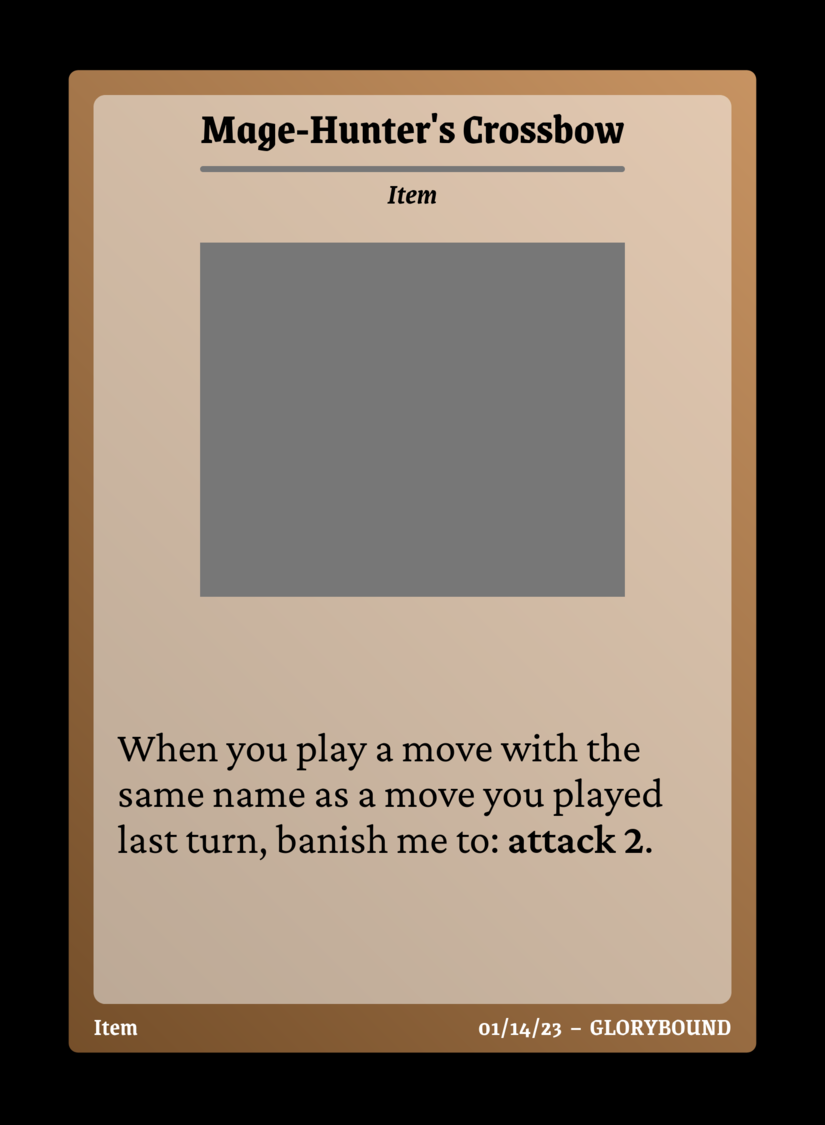 Mage-Hunter's Crossbow
Item
When you play a move with the
same name as a move you played
last turn, banish me to: attack 2.
Item
01/14/23 – GLORYBOUND